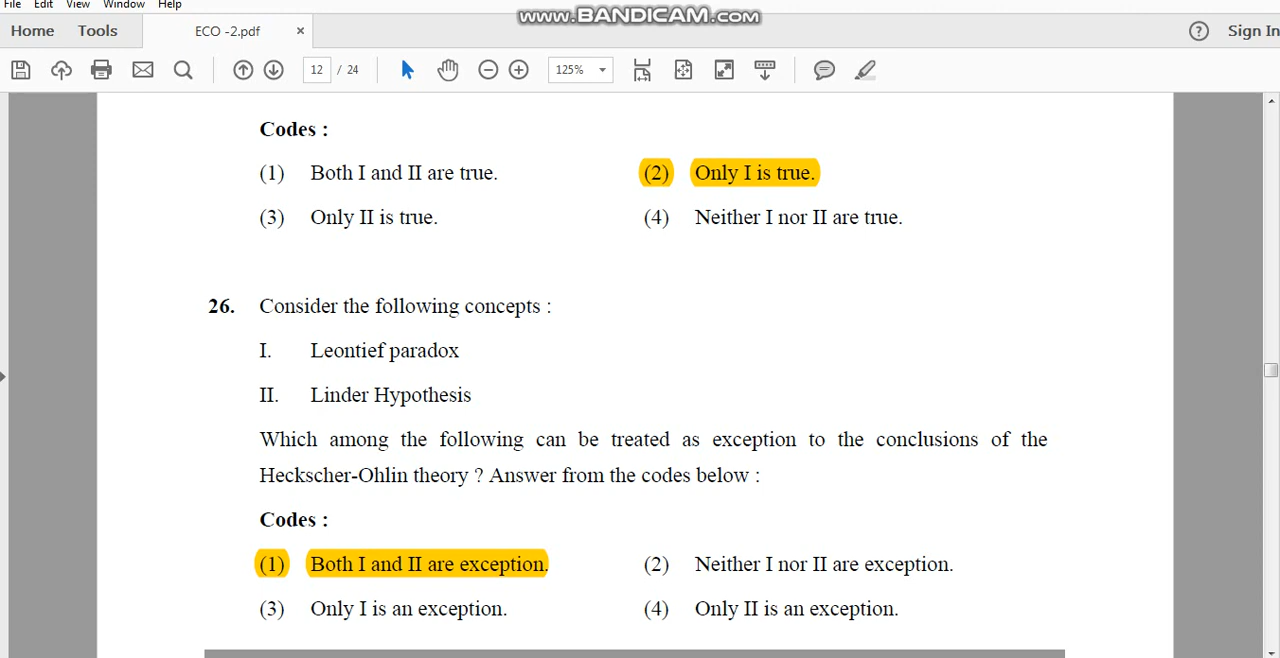 File Edit View Window Help
www.BANDICAM.com
Home Tools ECO -2.pdf × ? Sign In
12 / 24 125%
Codes :
(1) Both I and II are true. (2) Only I is true.
(3) Only II is true. (4) Neither I nor II are true.
26. Consider the following concepts :
I. Leontief paradox
II. Linder Hypothesis
Which among the following can be treated as exception to the conclusions of the
Heckscher-Ohlin theory ? Answer from the codes below :
Codes :
(1) Both I and II are exception. (2) Neither I nor II are exception.
(3) Only I is an exception. (4) Only II is an exception.